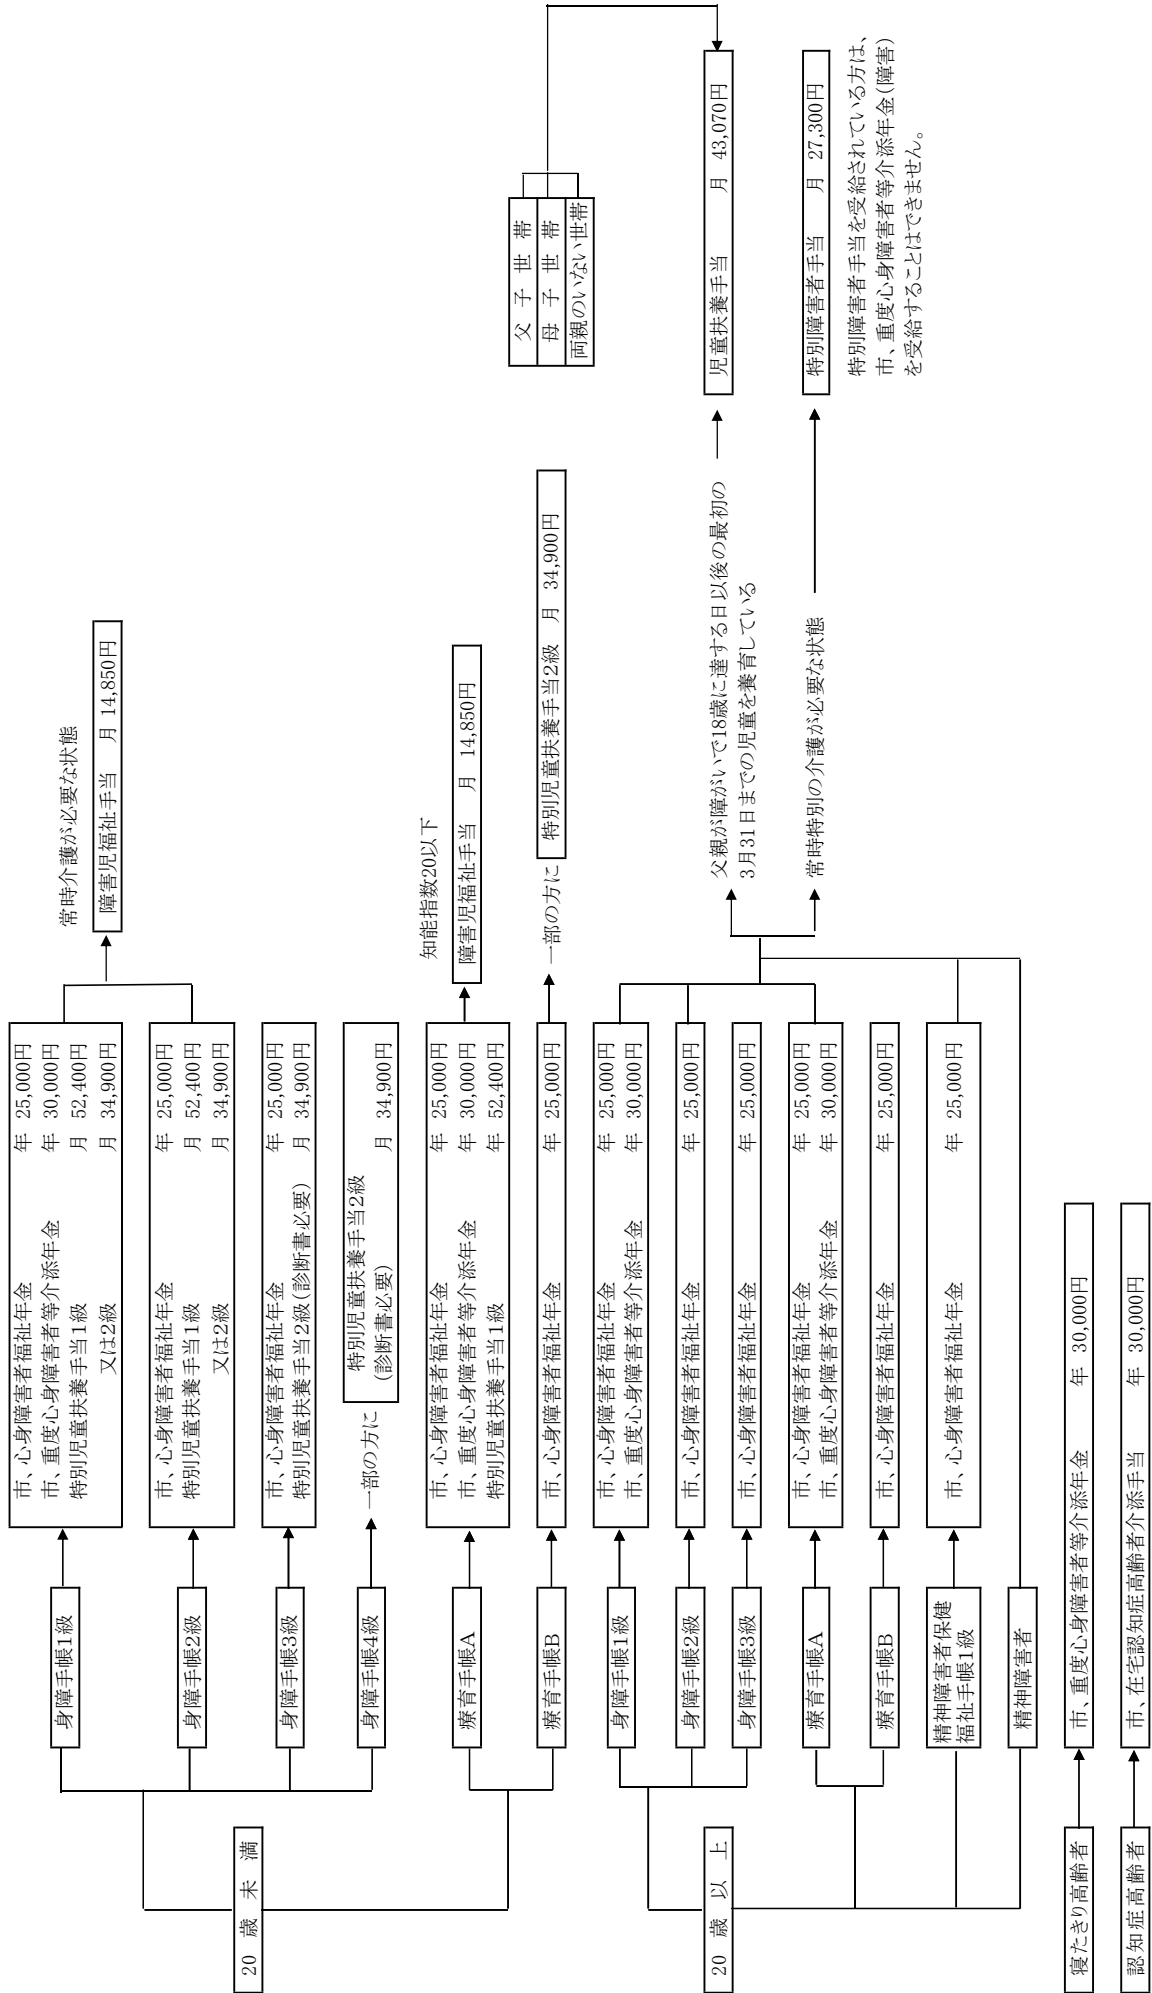 20 歳 未 満
身障手帳1級
市、心身障害者福祉年金 年 25,000円
市、重度心身障害者等介添年金 年 30,000円
特別児童扶養手当1級 月 52,400円
又は2級 月 34,900円
常時介護が必要な状態
障害児福祉手当 月 14,850円
身障手帳2級
市、心身障害者福祉年金 年 25,000円
特別児童扶養手当1級 月 52,400円
又は2級 月 34,900円
身障手帳3級
市、心身障害者福祉年金 年 25,000円
特別児童扶養手当2級(診断書必要) 月 34,900円
身障手帳4級
一部の方に
特別児童扶養手当2級
(診断書必要) 月 34,900円
療育手帳A
市、心身障害者福祉年金 年 25,000円
市、重度心身障害者等介添年金 年 30,000円
特別児童扶養手当1級 月 52,400円
知能指数20以下
障害児福祉手当 月 14,850円
療育手帳B
市、心身障害者福祉年金 年 25,000円
一部の方に
特別児童扶養手当2級 月 34,900円
20 歳 以 上
身障手帳1級
市、心身障害者福祉年金 年 25,000円
市、重度心身障害者等介添年金 年 30,000円
身障手帳2級
市、心身障害者福祉年金 年 25,000円
身障手帳3級
市、心身障害者福祉年金 年 25,000円
療育手帳A
市、心身障害者福祉年金 年 25,000円
市、重度心身障害者等介添年金 年 30,000円
療育手帳B
市、心身障害者福祉年金 年 25,000円
精神障害者保健
福祉手帳1級
市、心身障害者福祉年金 年 25,000円
精神障害者
父親が障がいで18歳に達する日以後の最初の
3月31日までの児童を養育している
児童扶養手当 月 43,070円
父 子 世 帯
母 子 世 帯
両親のいない世帯
常時特別の介護が必要な状態
特別障害者手当 月 27,300円
特別障害者手当を受給されている方は、
市、重度心身障害者等介添年金(障害)
を受給することはできません。
寝たきり高齢者
市、重度心身障害者等介添年金 年 30,000円
認知症高齢者
市、在宅認知症高齢者介添手当 年 30,000円